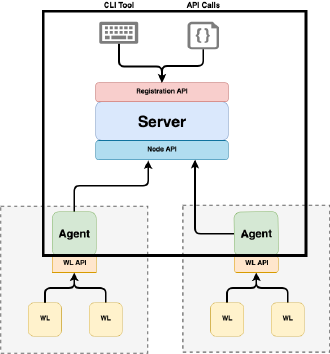 CLI Tool
API Calls
{}
Registration API
Server
Node API
Agent
Agent
WL API
WL API
WL
WL
WL
WL